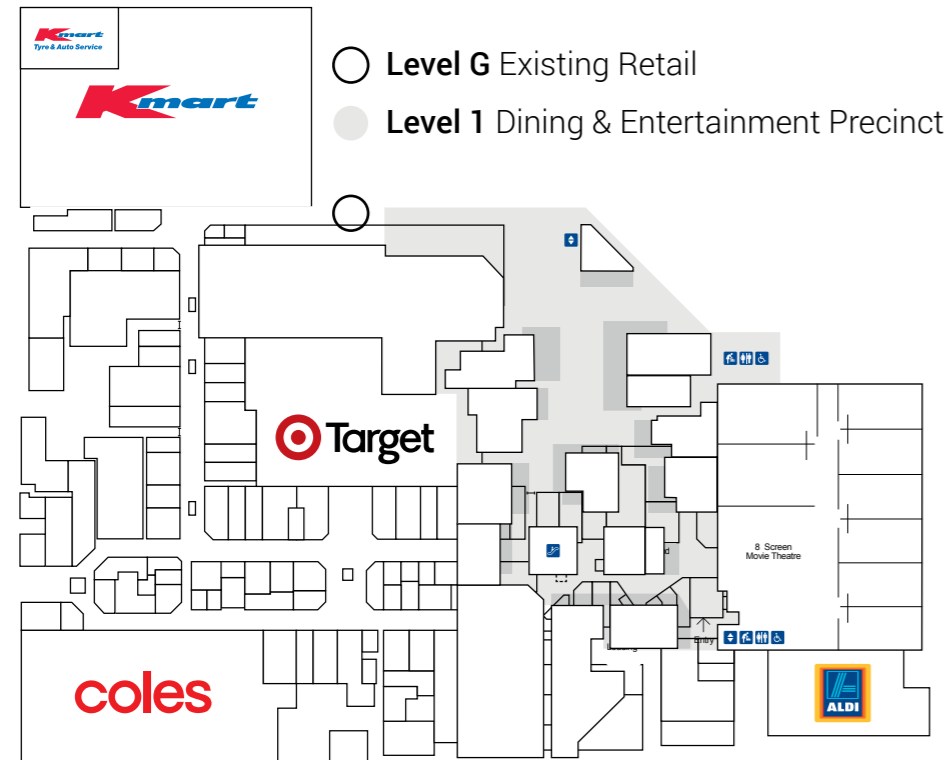 Kmart
Tyre & Auto Service
Kmart
Level G Existing Retail
Level 1 Dining & Entertainment Precinct
Target
8 Screen
Movie Theatre
Entry
coles
ALDI